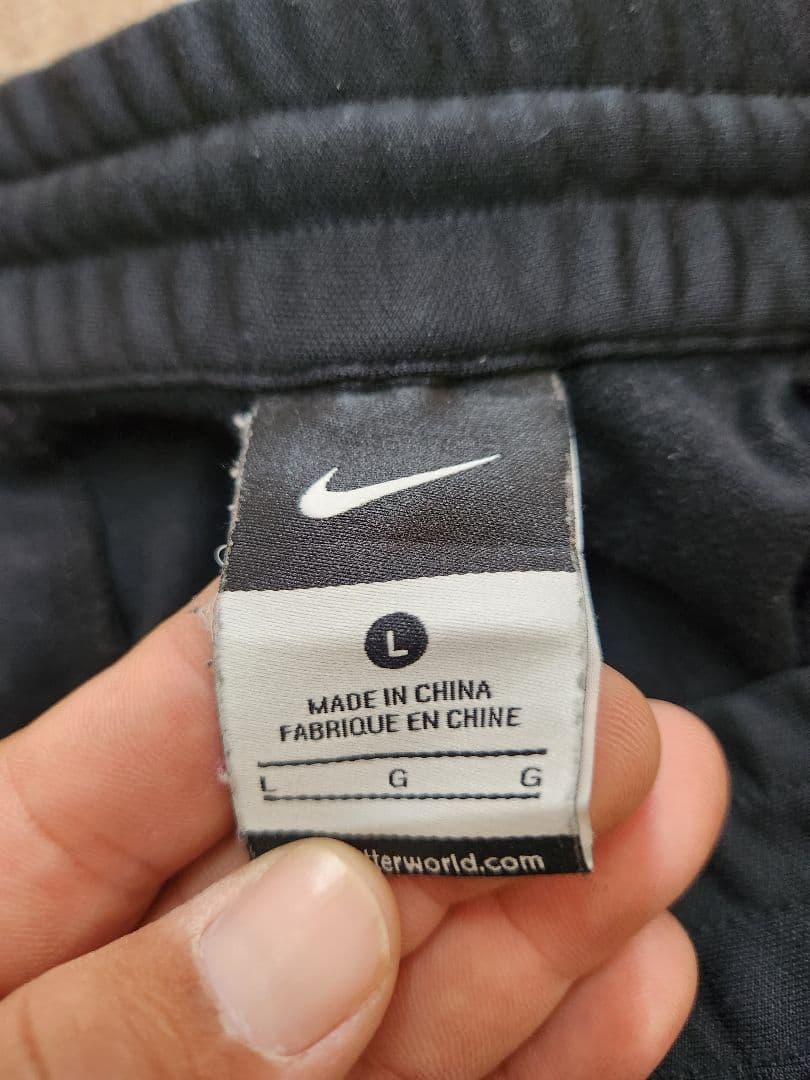 L
MADE IN CHINA
FABRIQUE EN CHINE
L G G
tterworld.com